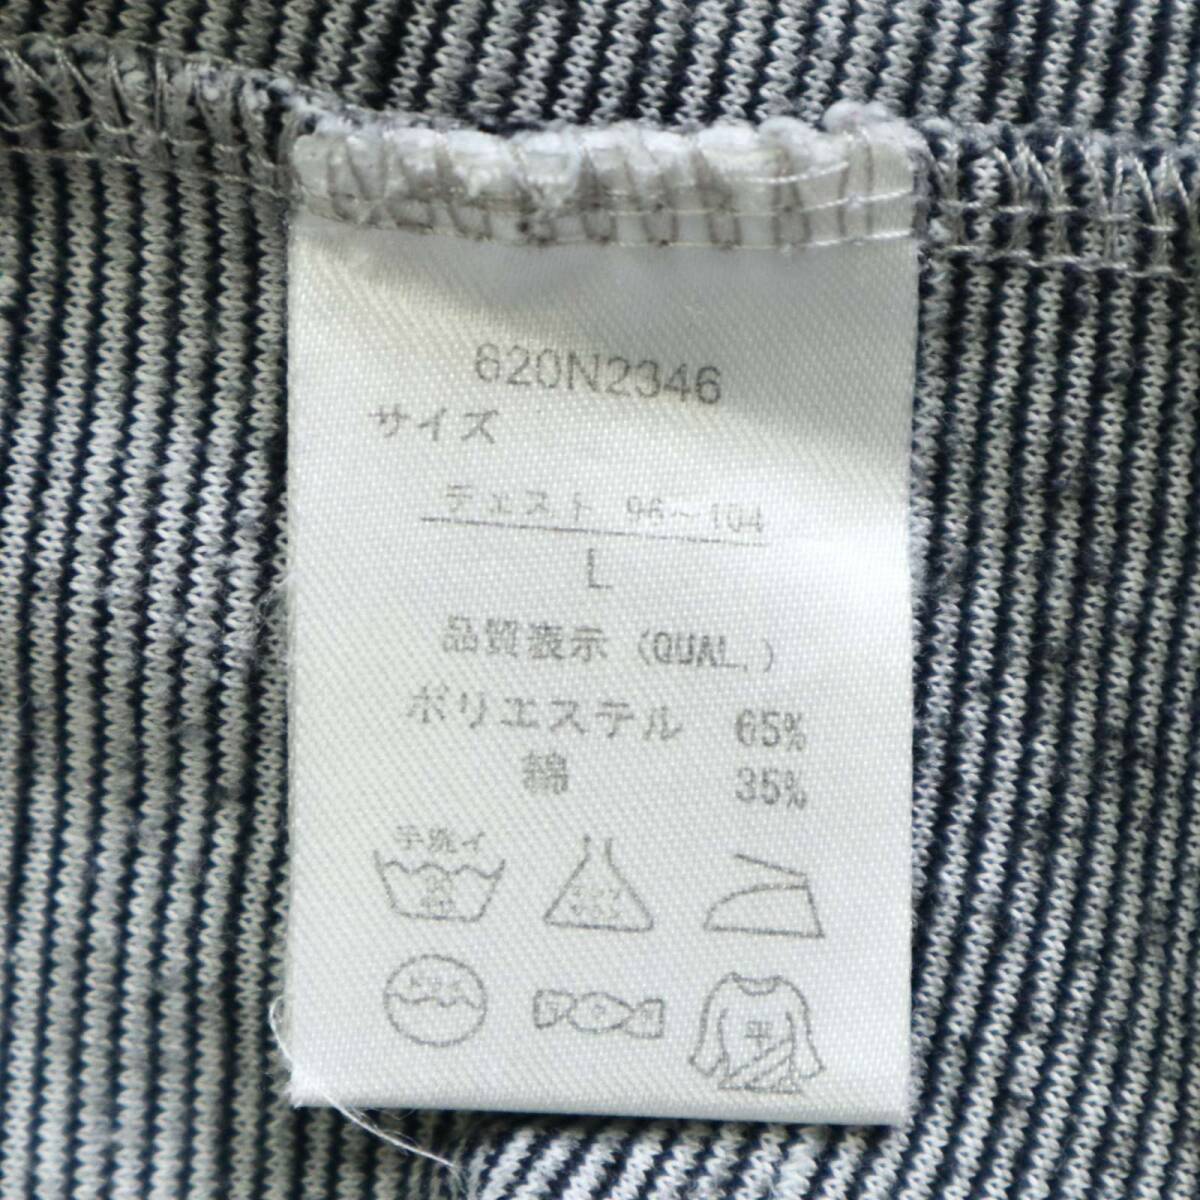 620N2346
サイズ
チェスト 96～104
L
品質表示 (QUAL.)
ポリエステル 65%
綿 35%
手洗イ
平